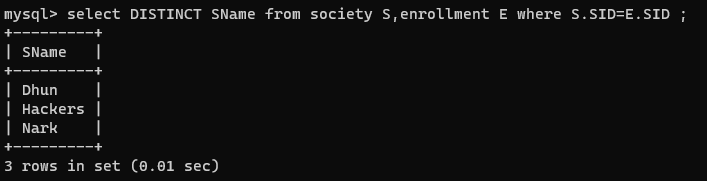 mysql> select DISTINCT SName from society S,enrollment E where S.SID=E.SID ;
+---------+
| SName   |
+---------+
| Dhun    |
| Hackers |
| Nark    |
+---------+
3 rows in set (0.01 sec)